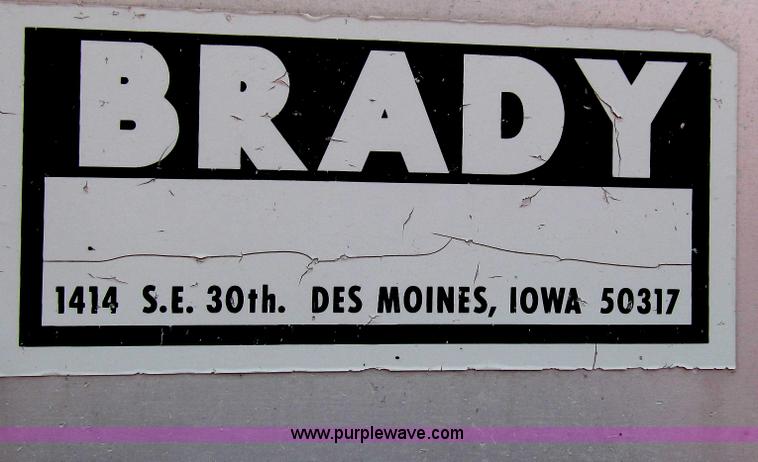 BRADY
1414 S.E. 30th. DES MOINES, IOWA 50317
www.purplewave.com